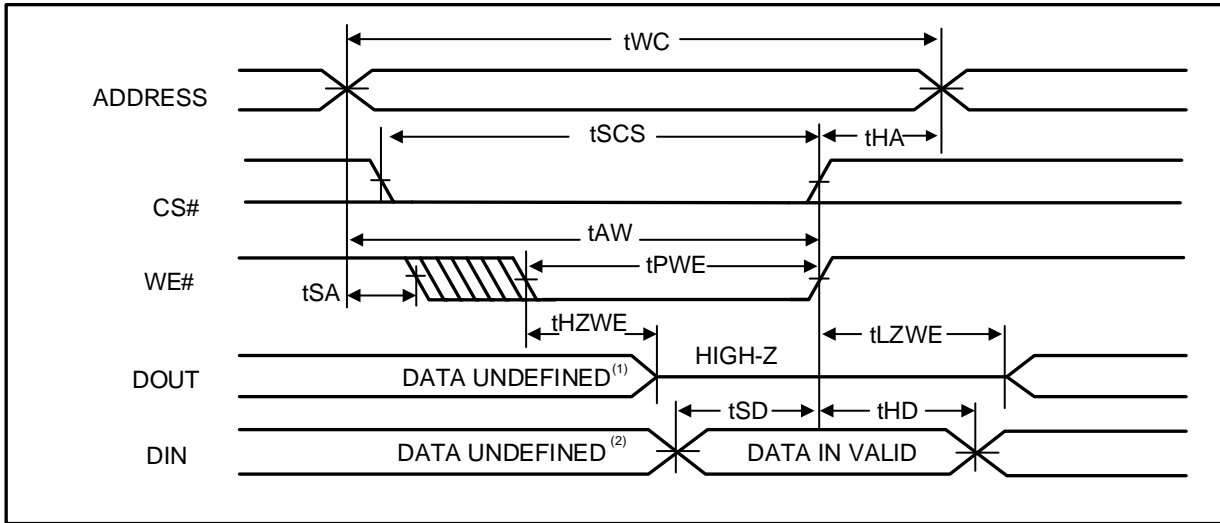 tWC
ADDRESS
tSCS
tHA
CS#
tAW
WE#
tPWE
tSA
tHZWE
tLZWE
HIGH-Z
DOUT
DATA UNDEFINED(1)
tSD
tHD
DIN
DATA UNDEFINED (2)
DATA IN VALID